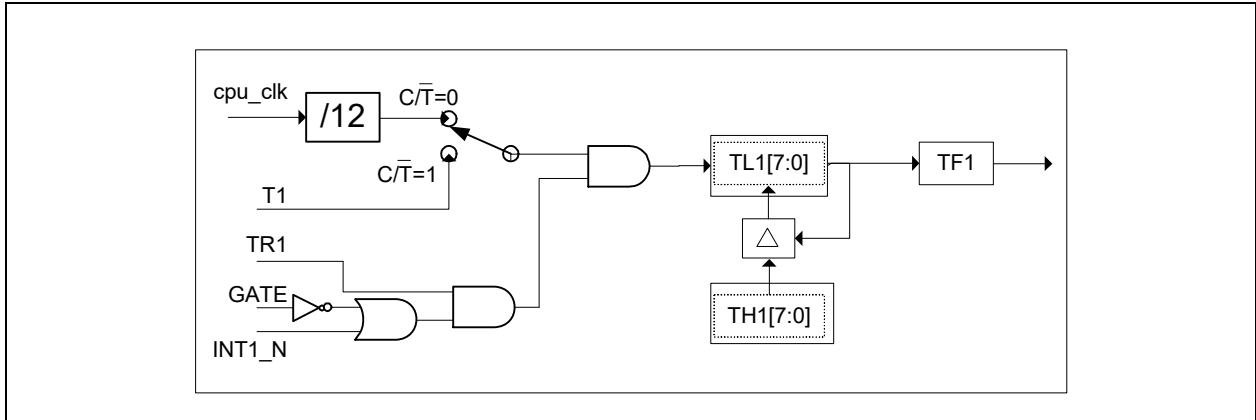 cpu_clk
/12
C/T̅=0
C/T̅=1
T1
TL1[7:0]
TF1
TR1
GATE
INT1_N
TH1[7:0]